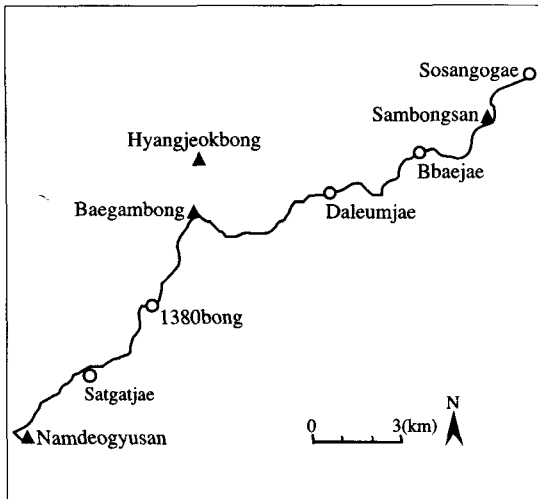 Sosangogae
Sambongsan
Hyangjeokbong
Bbaejae
Baegambong
Daleumjae
1380bong
Satgatjae
N
0 3(km)
Namdeogyusan